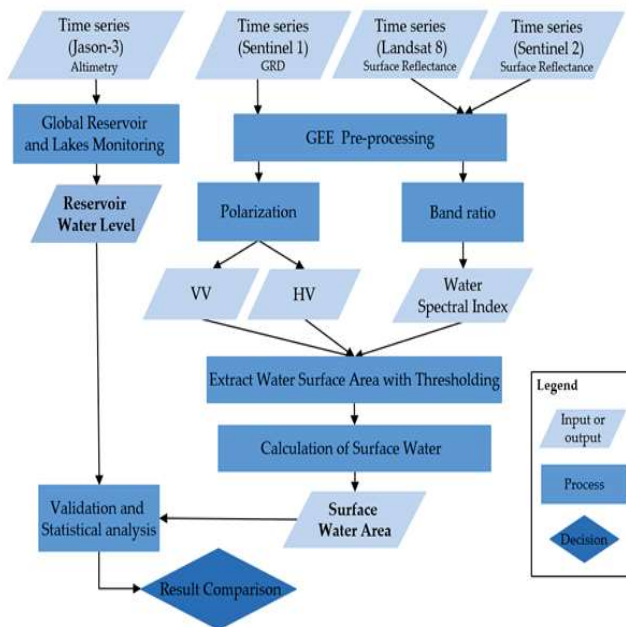 Time series
(Jason-3)
Altimetry
Time series
(Sentinel 1)
GRD
Time series
(Landsat 8)
Surface Reflectance
Time series
(Sentinel 2)
Surface Reflectance
Global Reservoir
and Lakes Monitoring
GEE Pre-processing
Reservoir
Water Level
Polarization
Band ratio
VV
HV
Water
Spectral Index
Extract Water Surface Area with Thresholding
Calculation of Surface Water
Validation and
Statistical analysis
Surface
Water Area
Result Comparison
Legend
Input or
output
Process
Decision